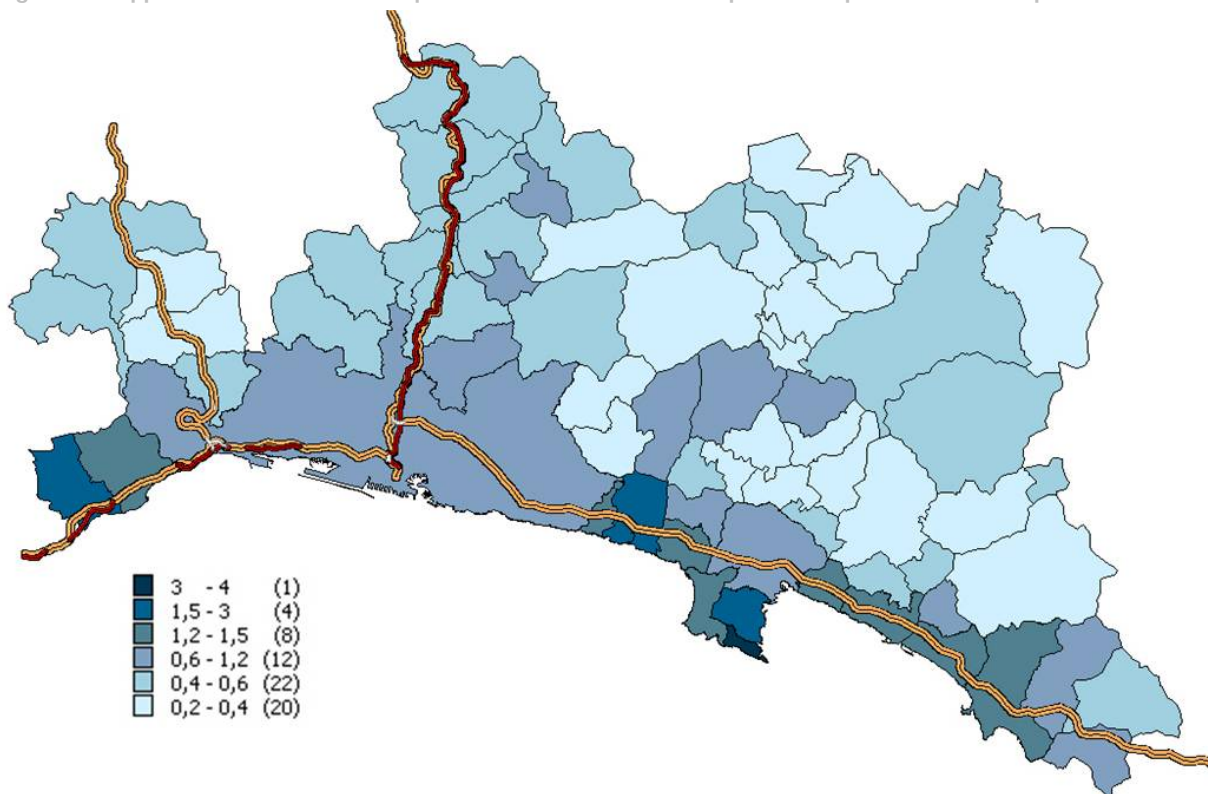 3 - 4 (1)
1,5 - 3 (4)
1,2 - 1,5 (8)
0,6 - 1,2 (12)
0,4 - 0,6 (22)
0,2 - 0,4 (20)